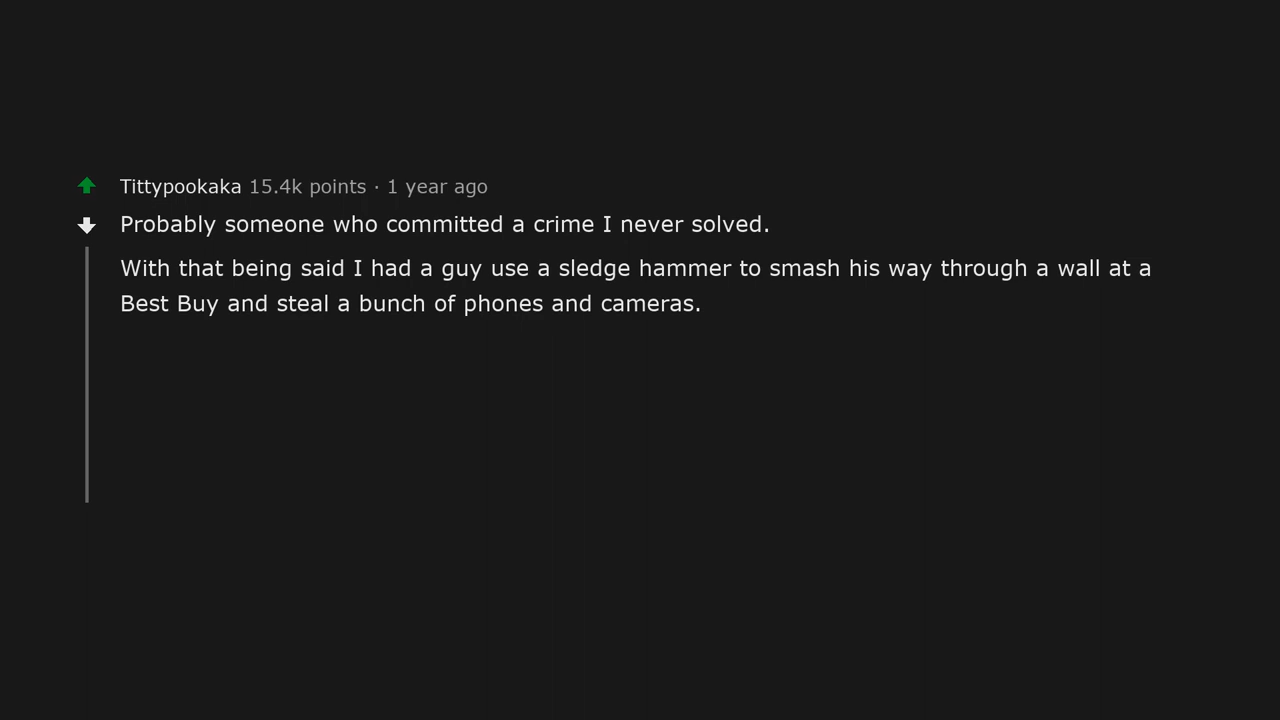 Tittypookaka 15.4k points · 1 year ago
Probably someone who committed a crime I never solved.
With that being said I had a guy use a sledge hammer to smash his way through a wall at a
Best Buy and steal a bunch of phones and cameras.